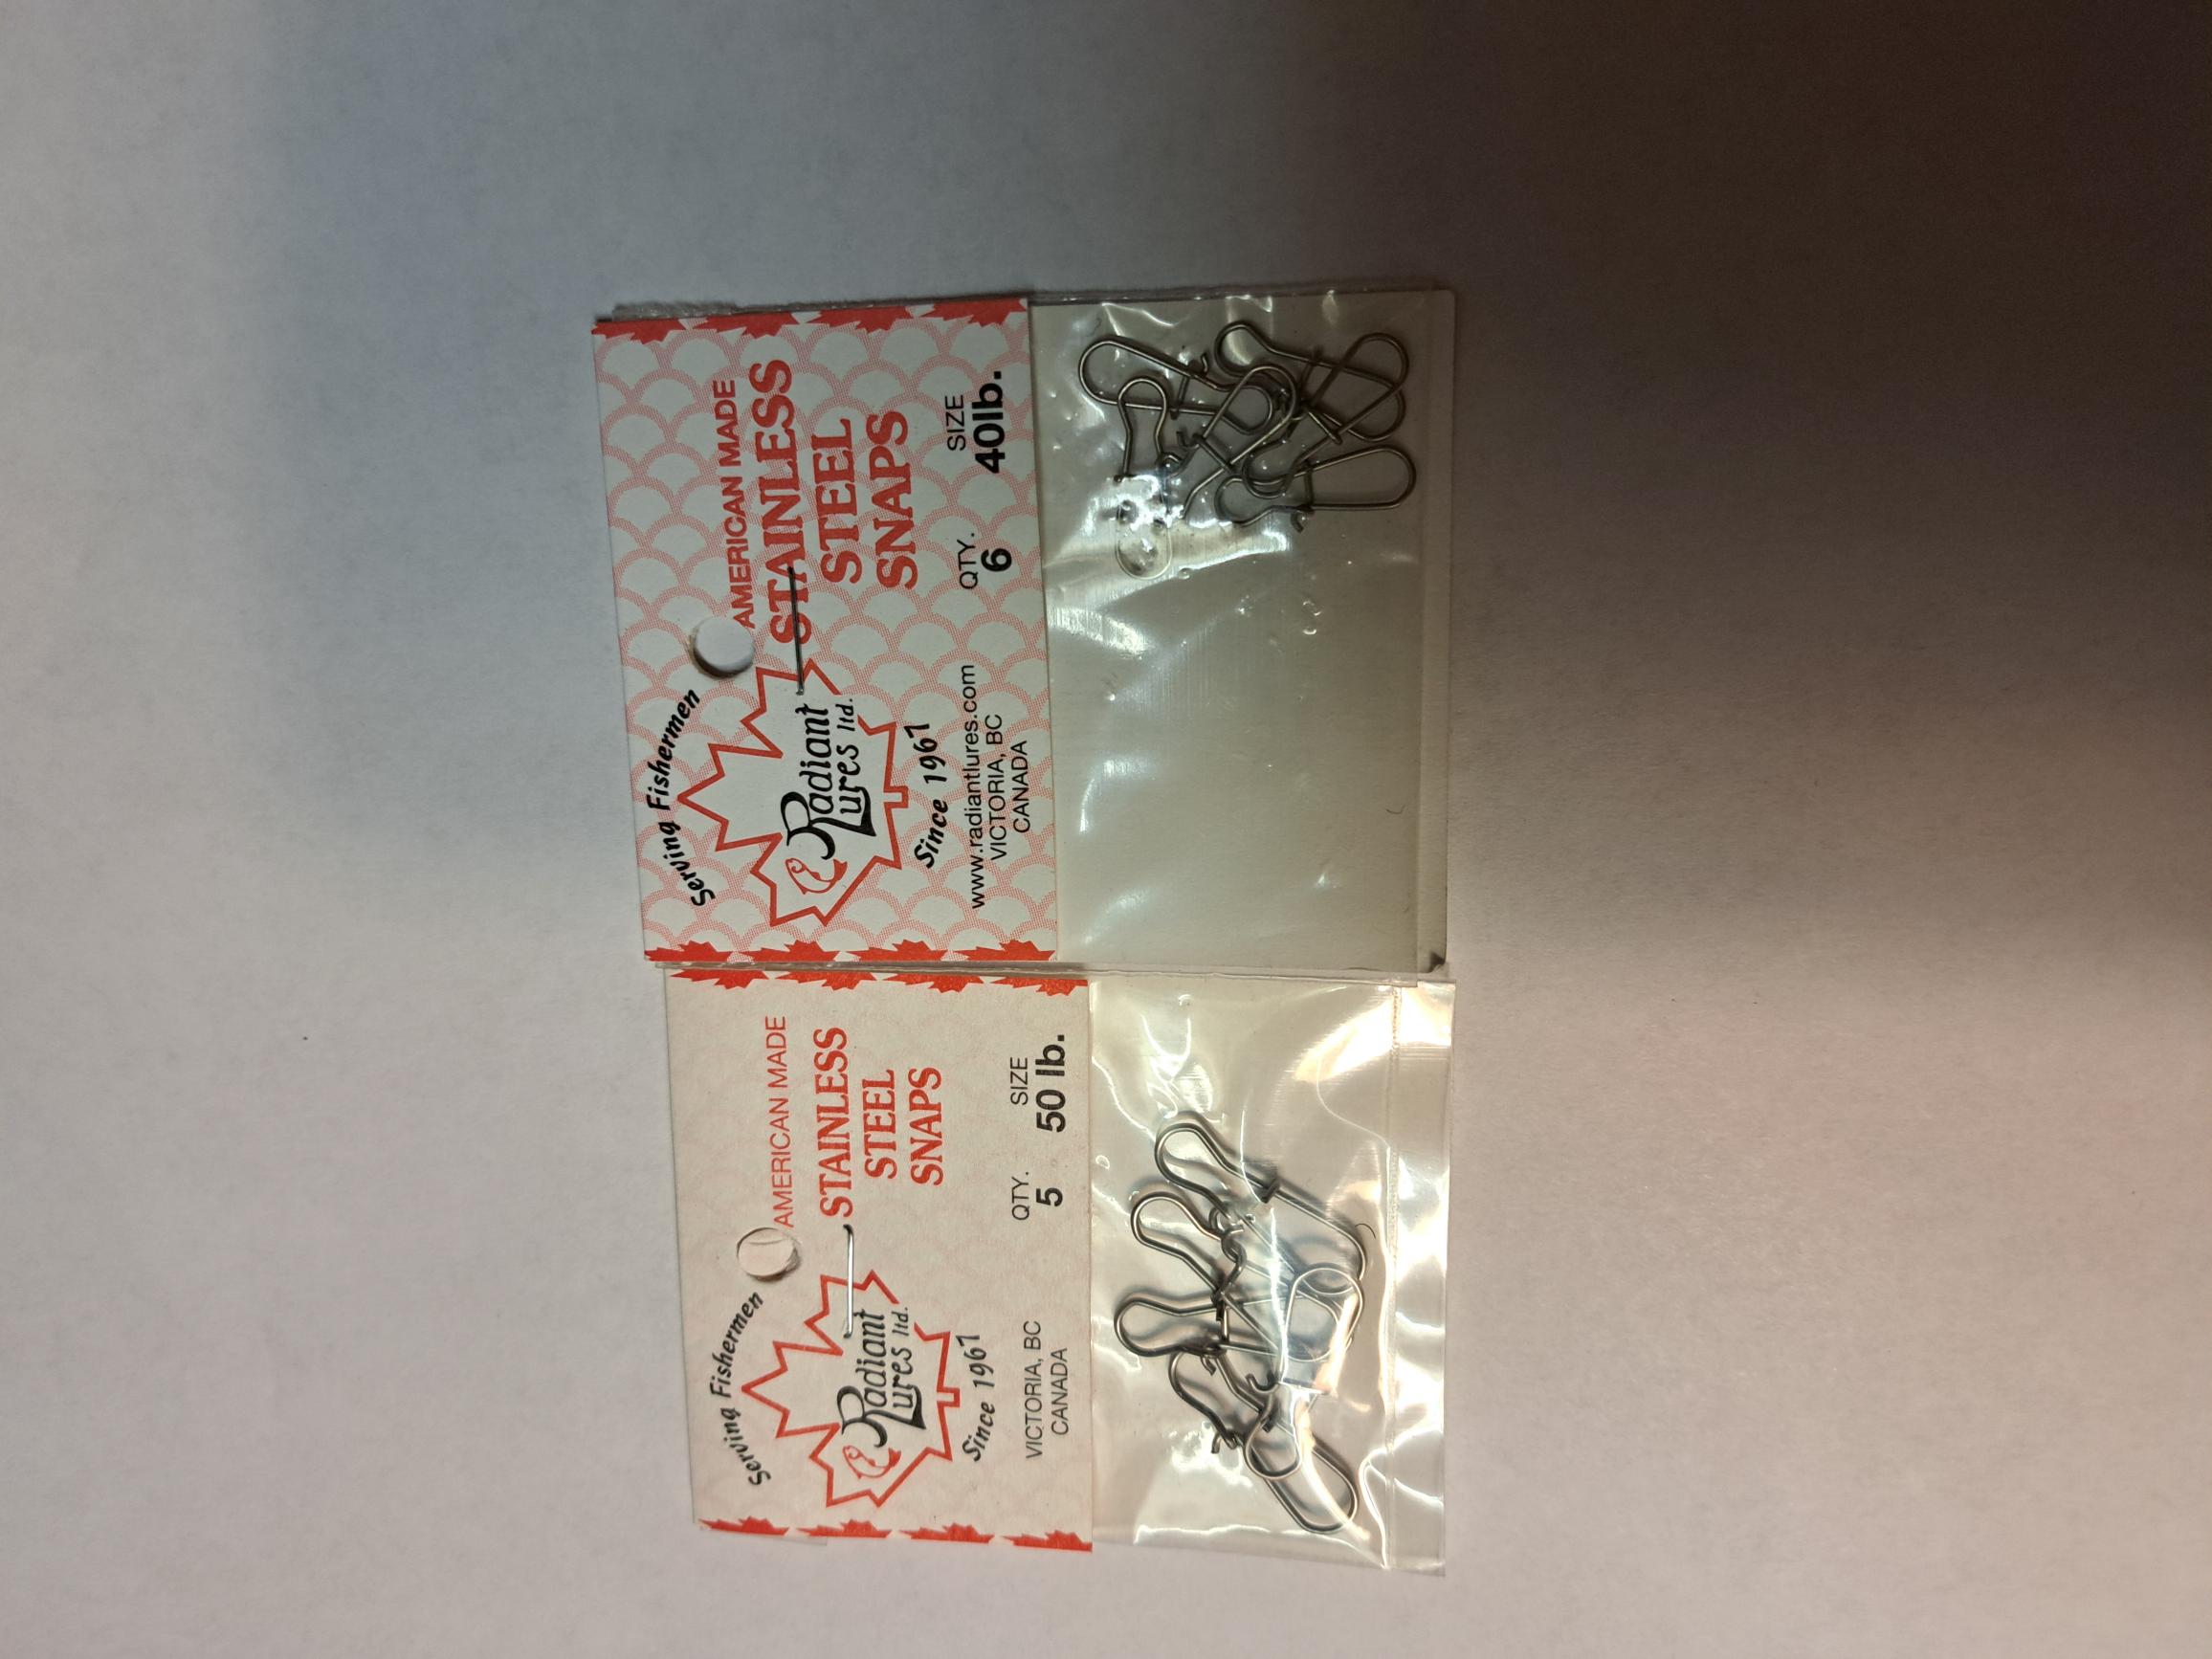 Serving Fishermen
Radiant
Lures ltd.
Since 1967
VICTORIA, BC
CANADA
AMERICAN MADE
STAINLESS
STEEL
SNAPS
QTY. SIZE
5 50 lb.
Serving Fishermen
Radiant
Lures ltd.
Since 1967
www.radiantlures.com
VICTORIA, BC
CANADA
AMERICAN MADE
STAINLESS
STEEL
SNAPS
QTY. SIZE
6 40lb.